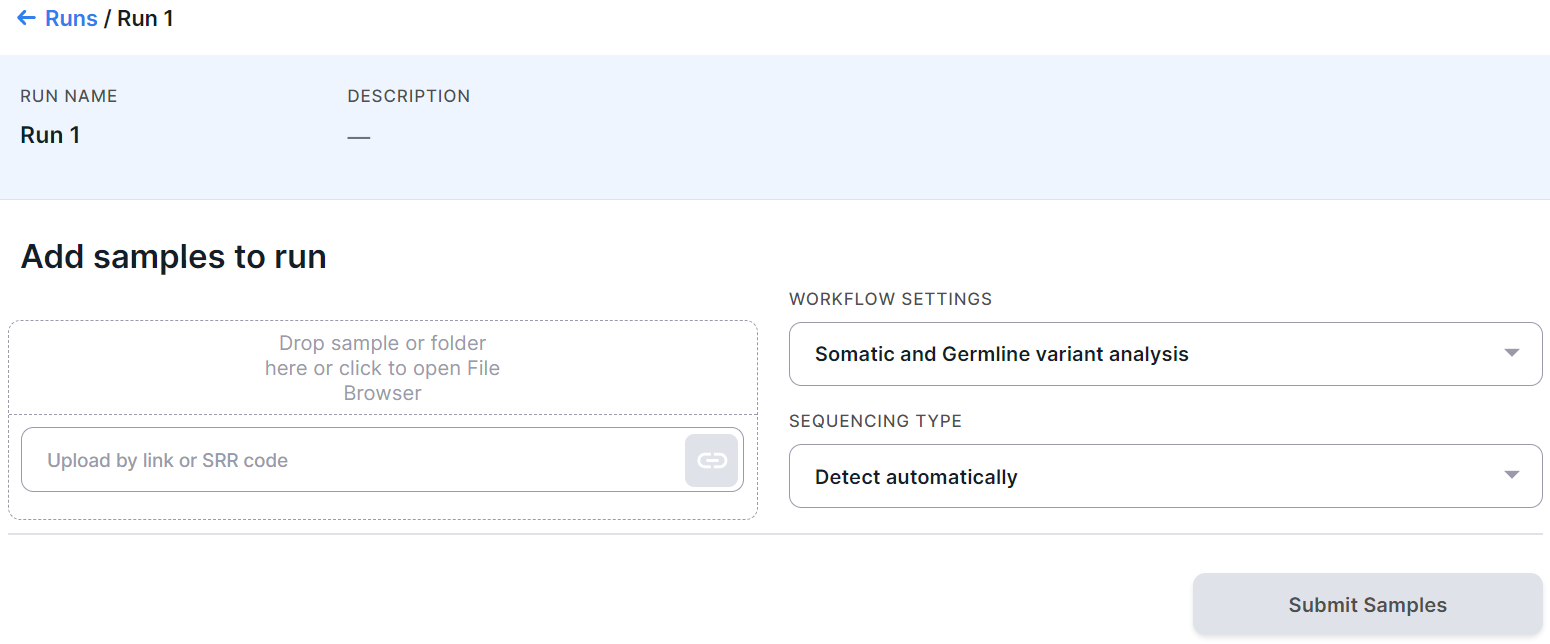 ← Runs / Run 1
RUN NAME
DESCRIPTION
Run 1
—
Add samples to run
Drop sample or folder
here or click to open File
Browser
Upload by link or SRR code
WORKFLOW SETTINGS
Somatic and Germline variant analysis
SEQUENCING TYPE
Detect automatically
Submit Samples